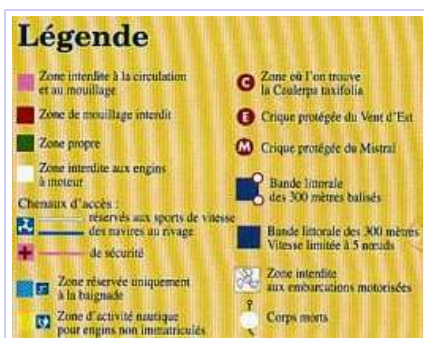 Légende
Zone interdite à la circulation
et au mouillage
Zone de mouillage interdit
Zone propre
Zone interdite aux engins
à moteur
Chenaux d'accès :
réservés aux sports de vitesse
des navires au rivage
de sécurité
Zone réservée uniquement
à la baignade
Zone d'activité nautique
pour engins non immatriculés
C
Zone où l'on trouve
la Caulerpa taxifolia
E
Crique protégée du Vent d'Est
M
Crique protégée du Mistral
Bande littorale
des 300 mètres balisés
Bande littorale des 300 mètres
Vitesse limitée à 5 nœuds
Zone interdite
aux embarcations motorisées
Corps morts